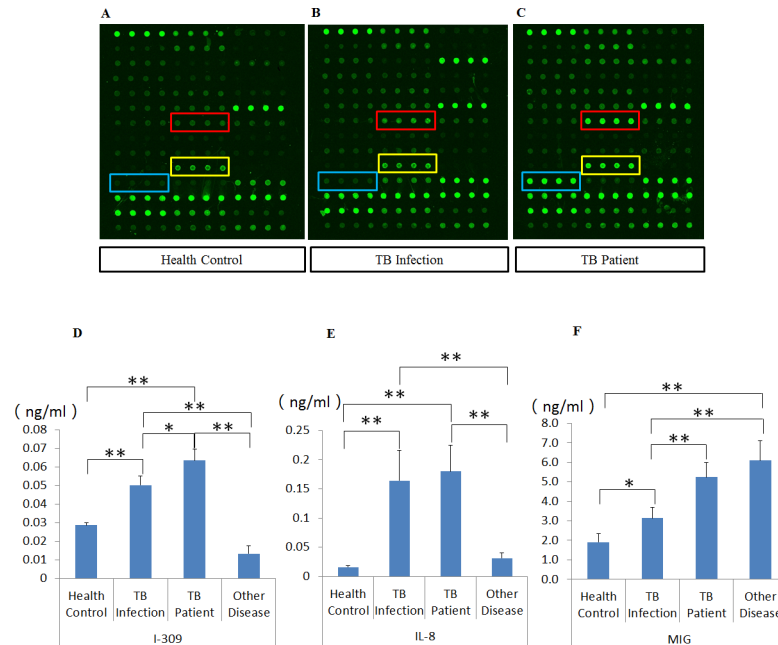 A
B
C
Health Control
TB Infection
TB Patient
D
E
F
( ng/ml )
0.08
0.07
0.06
0.05
0.04
0.03
0.02
0.01
0
**
**
*
**
**
Health Control
TB Infection
TB Patient
Other Disease
I-309
( ng/ml )
0.25
0.2
0.15
0.1
0.05
0
**
**
**
**
Health Control
TB Infection
TB Patient
Other Disease
IL-8
( ng/ml )
8.0
7.0
6.0
5.0
4.0
3.0
2.0
1.0
0.0
**
**
**
*
Health Control
TB Infection
TB Patient
Other Disease
MIG